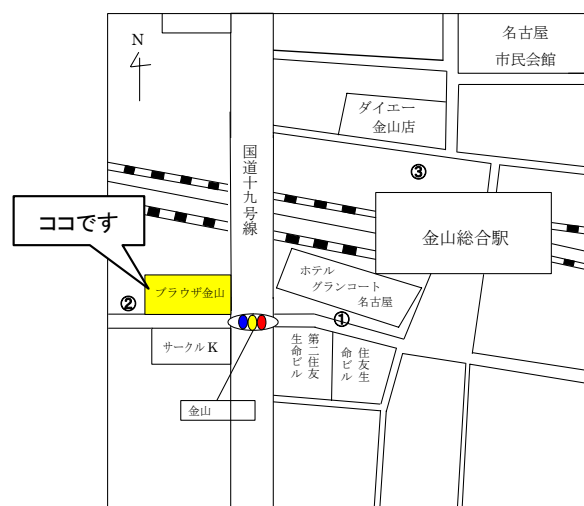 N
名古屋
市民会館
ダイエー
金山店
国道十九号線
③
ココです
金山総合駅
ホテル
グランコート
名古屋
プラウザ金山
②
①
サークルK
第二住友
生命ビル
住友生
命ビル
金山